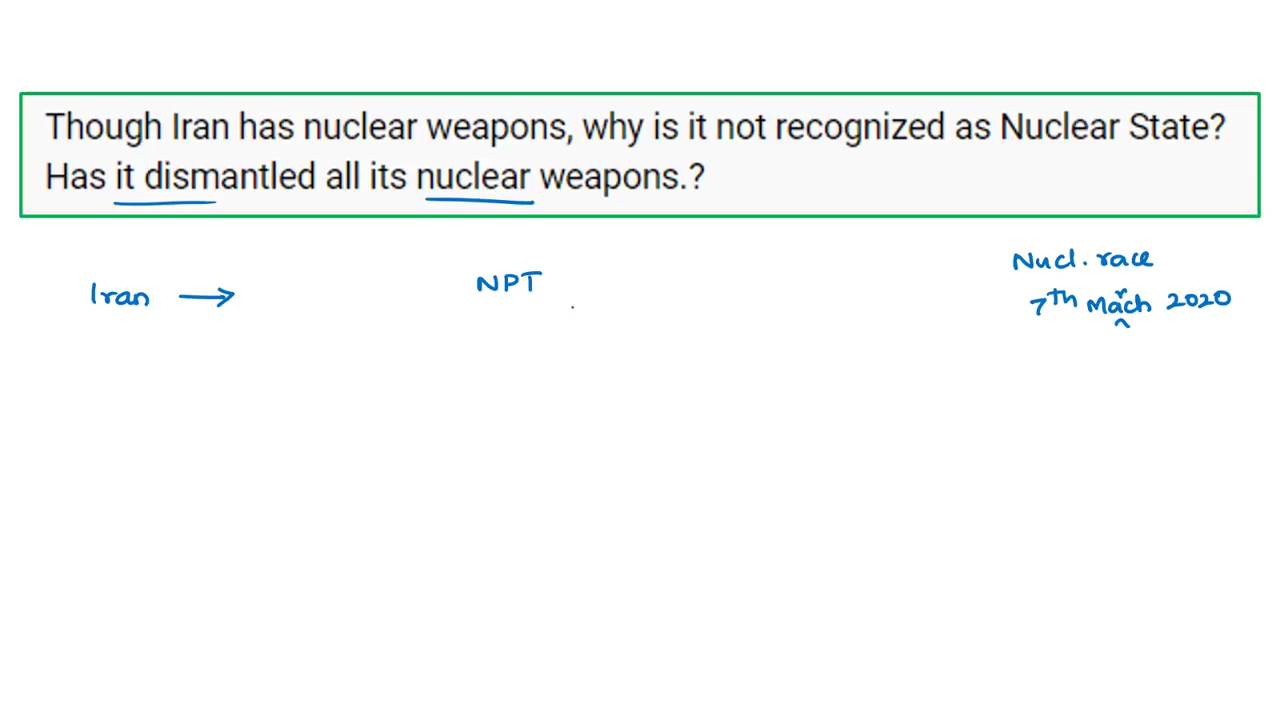 Though Iran has nuclear weapons, why is it not recognized as Nuclear State?
Has it dismantled all its nuclear weapons.?
Iran → NPT
Nucl. race
7th March 2020